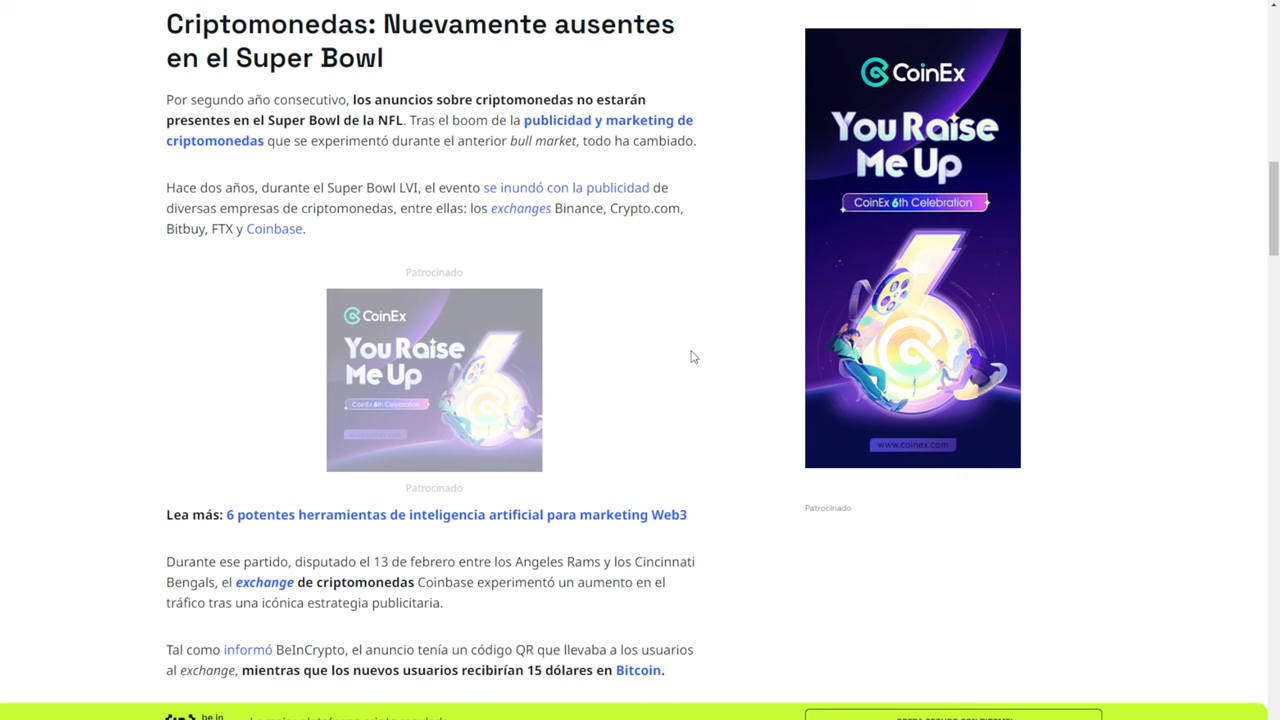 Criptomonedas: Nuevamente ausentes
en el Super Bowl
Por segundo año consecutivo, los anuncios sobre criptomonedas no estarán
presentes en el Super Bowl de la NFL. Tras el boom de la publicidad y marketing de
criptomonedas que se experimentó durante el anterior bull market, todo ha cambiado.
Hace dos años, durante el Super Bowl LVI, el evento se inundó con la publicidad de
diversas empresas de criptomonedas, entre ellas: los exchanges Binance, Crypto.com,
Bitbuy, FTX y Coinbase.
Patrocinado
CoinEx
You Raise
Me Up
CoinEx 6th Celebration
Patrocinado
Lea más: 6 potentes herramientas de inteligencia artificial para marketing Web3
Durante ese partido, disputado el 13 de febrero entre los Angeles Rams y los Cincinnati
Bengals, el exchange de criptomonedas Coinbase experimentó un aumento en el
tráfico tras una icónica estrategia publicitaria.
Tal como informó BeInCrypto, el anuncio tenía un código QR que llevaba a los usuarios
al exchange, mientras que los nuevos usuarios recibirían 15 dólares en Bitcoin.
CoinEx
You Raise
Me Up
CoinEx 6th Celebration
www.coinex.com
Patrocinado
be in